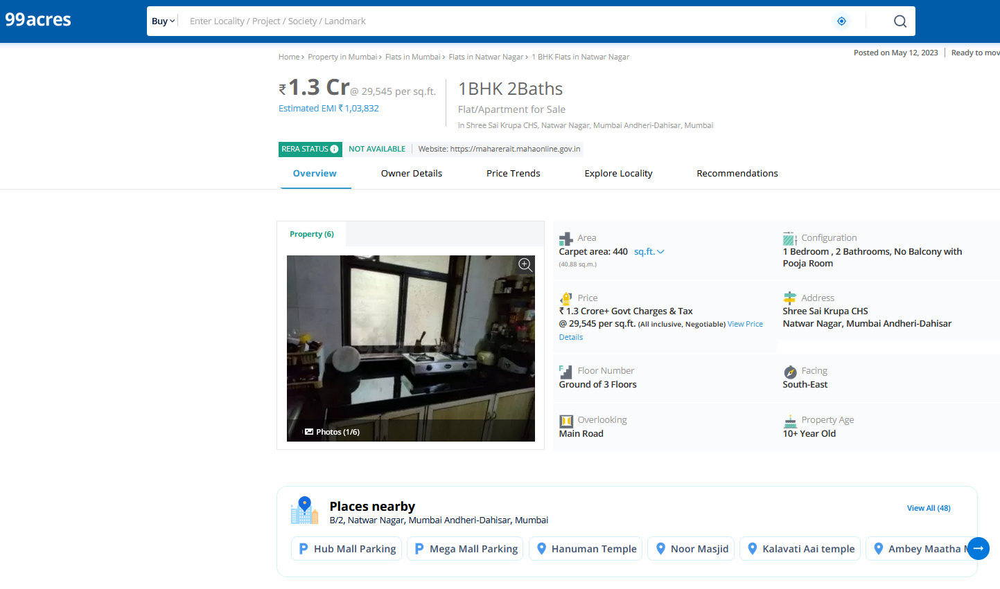 99acres
Buy
Enter Locality / Project / Society / Landmark
Home > Property in Mumbai > Flats in Mumbai > Flats in Natwar Nagar > 1 BHK Flats in Natwar Nagar
Posted on May 12, 2023 | Ready to mov
₹ 1.3 Cr @ 29,545 per sq.ft.
Estimated EMI ₹ 1,03,832
1BHK 2Baths
Flat/Apartment for Sale
in Shree Sai Krupa CHS, Natwar Nagar, Mumbai Andheri-Dahisar, Mumbai
RERA STATUS NOT AVAILABLE | Website: https://maharerait.mahaonline.gov.in
Overview Owner Details Price Trends Explore Locality Recommendations
Property (6)
Photos (1/6)
Area
Carpet area: 440 sq.ft.
(40.88 sq.m.)
Configuration
1 Bedroom , 2 Bathrooms, No Balcony with
Pooja Room
Price
₹ 1.3 Crore+ Govt Charges & Tax
@ 29,545 per sq.ft. (All inclusive, Negotiable) View Price
Details
Address
Shree Sai Krupa CHS
Natwar Nagar, Mumbai Andheri-Dahisar
Floor Number
Ground of 3 Floors
Facing
South-East
Overlooking
Main Road
Property Age
10+ Year Old
Places nearby
B/2, Natwar Nagar, Mumbai Andheri-Dahisar, Mumbai
View All (48)
P Hub Mall Parking P Mega Mall Parking Hanuman Temple Noor Masjid Kalavati Aai temple Ambey Maatha